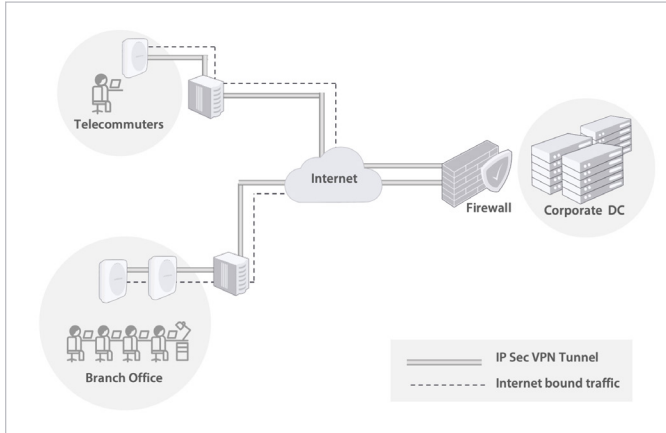 Telecommuters
Internet
Firewall
Corporate DC
Branch Office
IP Sec VPN Tunnel
Internet bound traffic